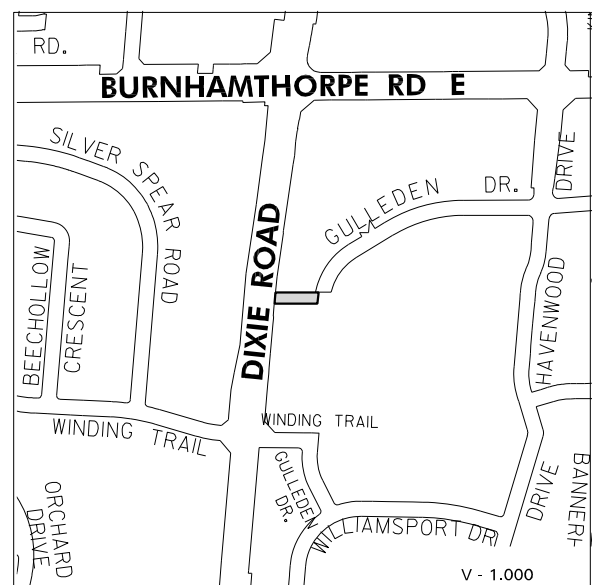 RD.
BURNHAMTHORPE RD E
SILVER SPEAR ROAD
GULLEDEN DR.
DRIVE
DIXIE ROAD
BEECHOLLOW
CRESCENT
HAVENWOOD
WINDING TRAIL
WINDING TRAIL
GULLEDEN
DR.
WILLIAMSPORT DR
DRIVE
BANNER-
ORCHARD
DRIVE
V - 1.000